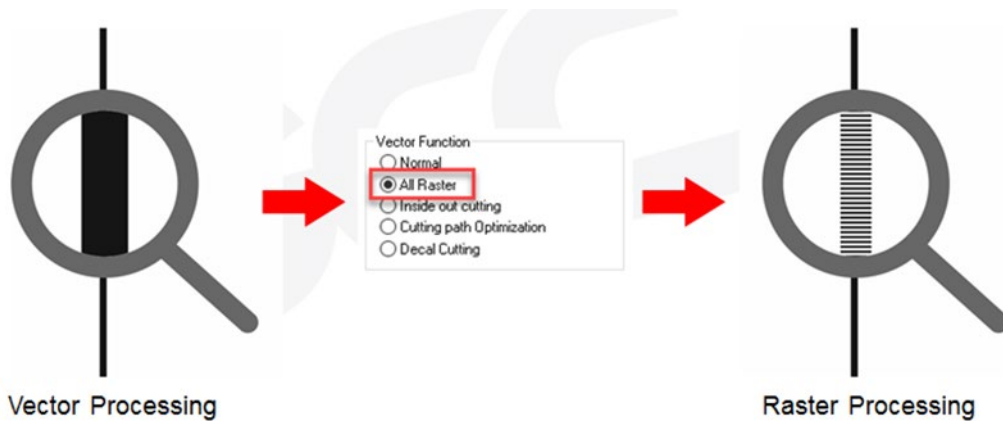 Vector Function
Normal
All Raster
Inside out cutting
Cutting path Optimization
Decal Cutting
Vector Processing
Raster Processing